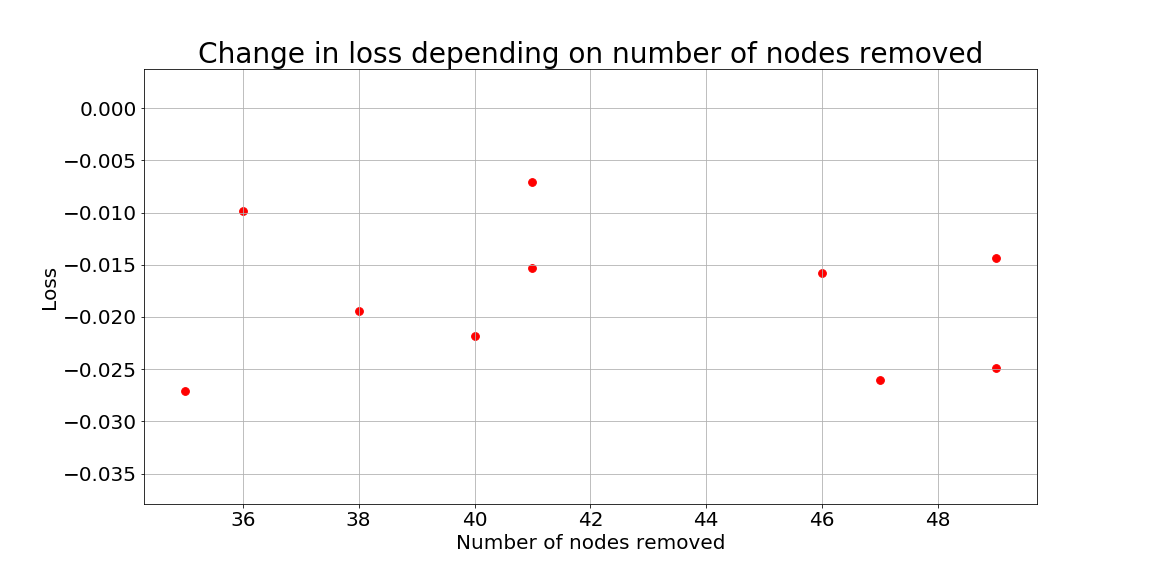 Change in loss depending on number of nodes removed
Loss
0.000
−0.005
−0.010
−0.015
−0.020
−0.025
−0.030
−0.035
36 38 40 42 44 46 48
Number of nodes removed